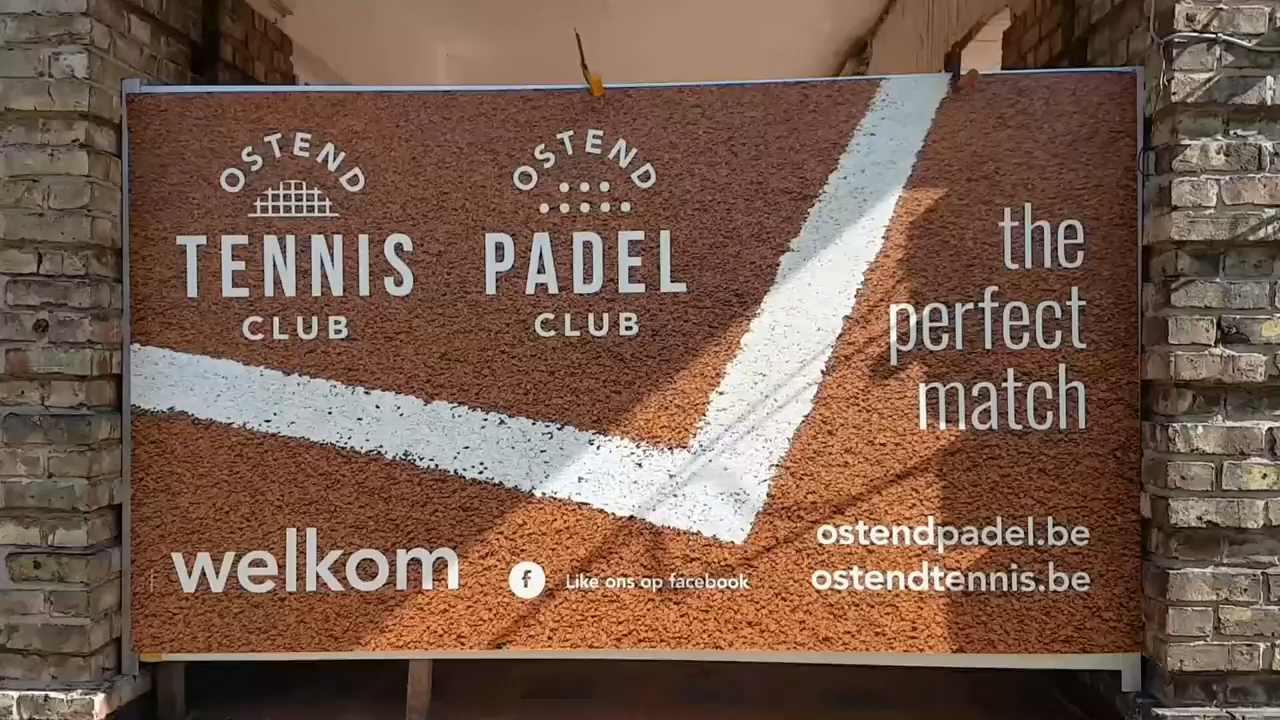 OSTEND
TENNIS
CLUB
OSTEND
PADEL
CLUB
the
perfect
match
welkom
f Like ons op facebook
ostendpadel.be
ostendtennis.be